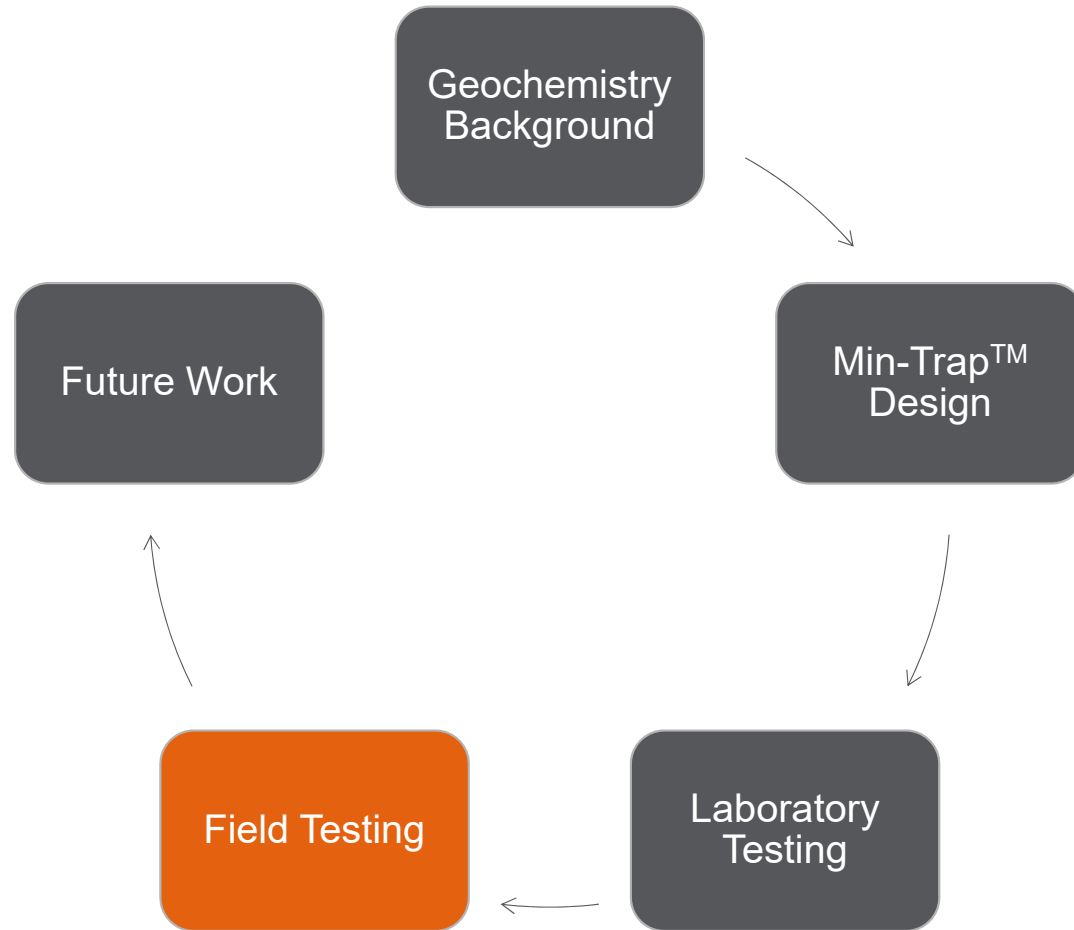 Geochemistry
Background
Min-Trap™
Design
Laboratory
Testing
Field Testing
Future Work